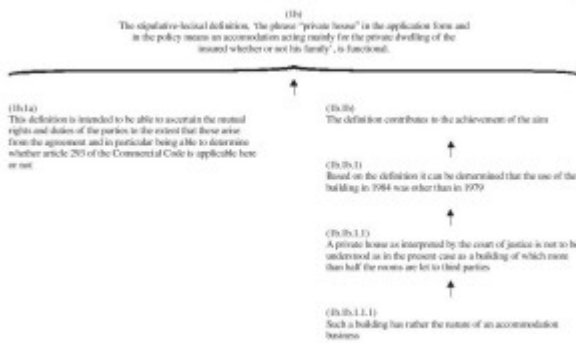 (1b)
The stipulative-lexical definition, 'the phrase "private house" in the application form and
in the policy means an accomodation acting mainly for the private dwelling of the
insured whether or not his family', is functional.
(1b.1a)
This definition is intended to be able to ascertain the mutual
rights and duties of the parties to the extent that these arise
from the agreement and in particular being able to determine
whether article 293 of the Commercial Code is applicable here
or not
(1b.1b)
The definition contributes to the achievement of the aim
(1b.1b.1)
Based on the definition it can be determined that the use of the
building in 1984 was other than in 1979
(1b.1b.1.1)
A private house as interpreted by the court of justice is not to be
understood as in the present case as a building of which more
than half the rooms are let to third parties
(1b.1b.1.1.1)
Such a building has rather the nature of an accommodation
business